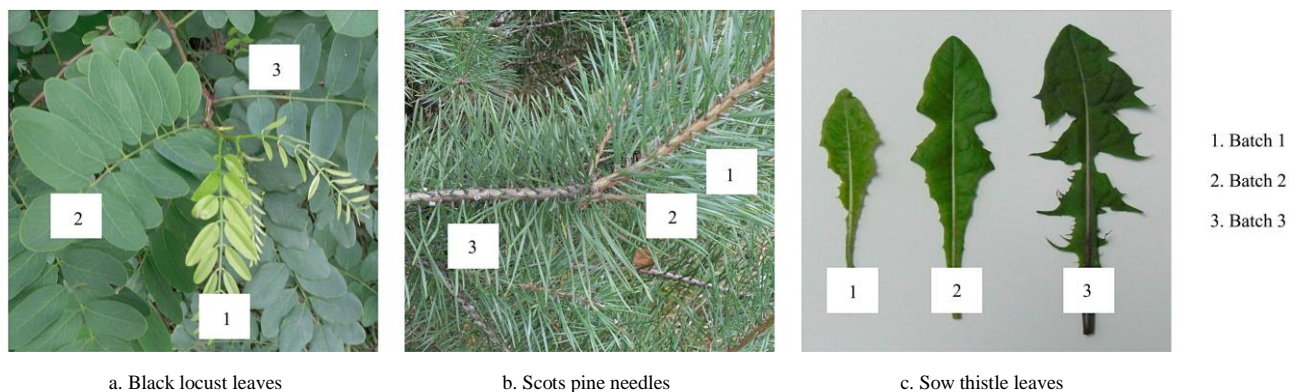 3
2
1
1
2
3
1
2
3
1. Batch 1
2. Batch 2
3. Batch 3
a. Black locust leaves
b. Scots pine needles
c. Sow thistle leaves